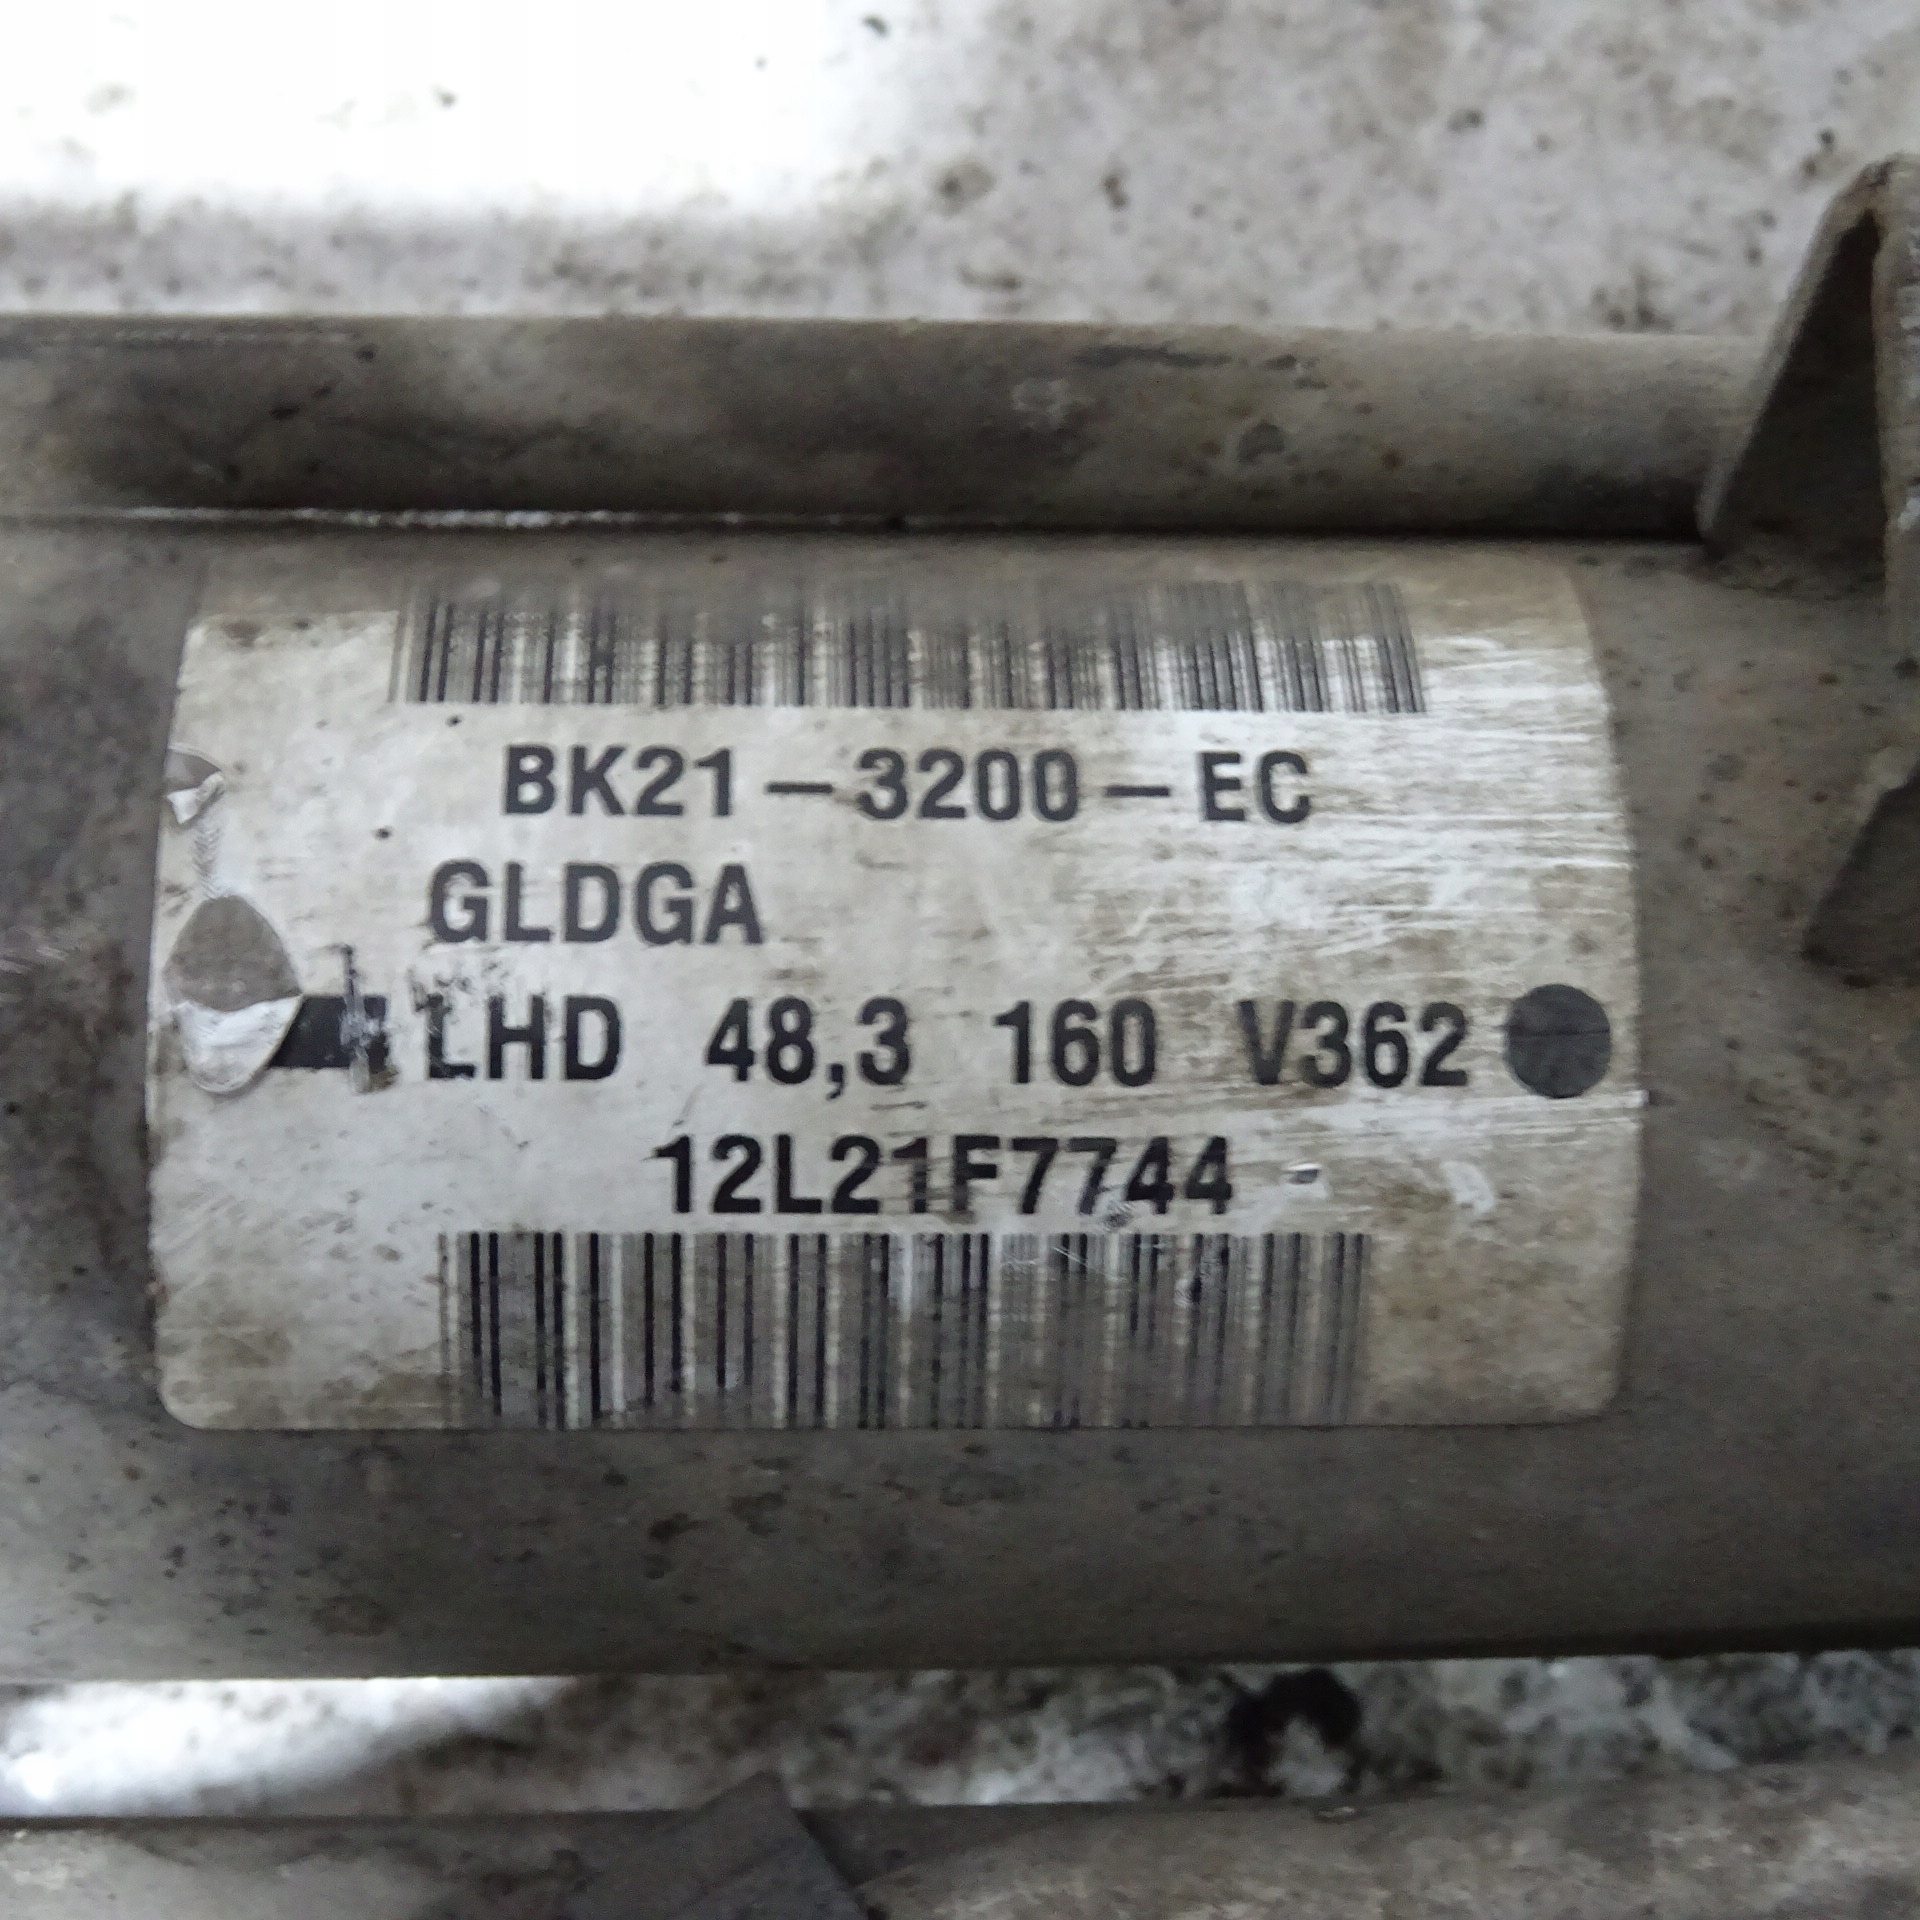 BK21-3200-EC
GLDGA
LHD 48,3 160 V362
12L21F7744